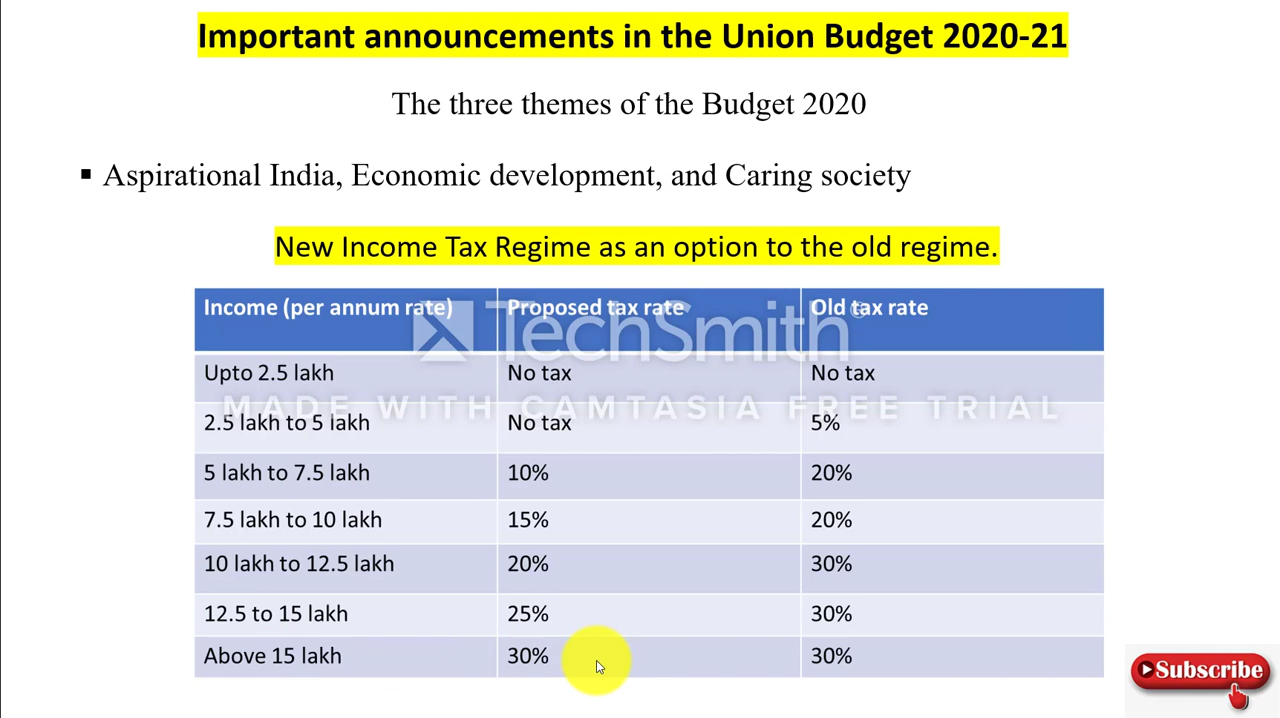 Important announcements in the Union Budget 2020-21
The three themes of the Budget 2020
▪ Aspirational India, Economic development, and Caring society
New Income Tax Regime as an option to the old regime.
Income (per annum rate) Proposed tax rate Old tax rate
TechSmith®
Upto 2.5 lakh No tax No tax
MADE WITH CAMTASIA FREE TRIAL
2.5 lakh to 5 lakh No tax 5%
5 lakh to 7.5 lakh 10% 20%
7.5 lakh to 10 lakh 15% 20%
10 lakh to 12.5 lakh 20% 30%
12.5 to 15 lakh 25% 30%
Above 15 lakh 30% 30%
Subscribe